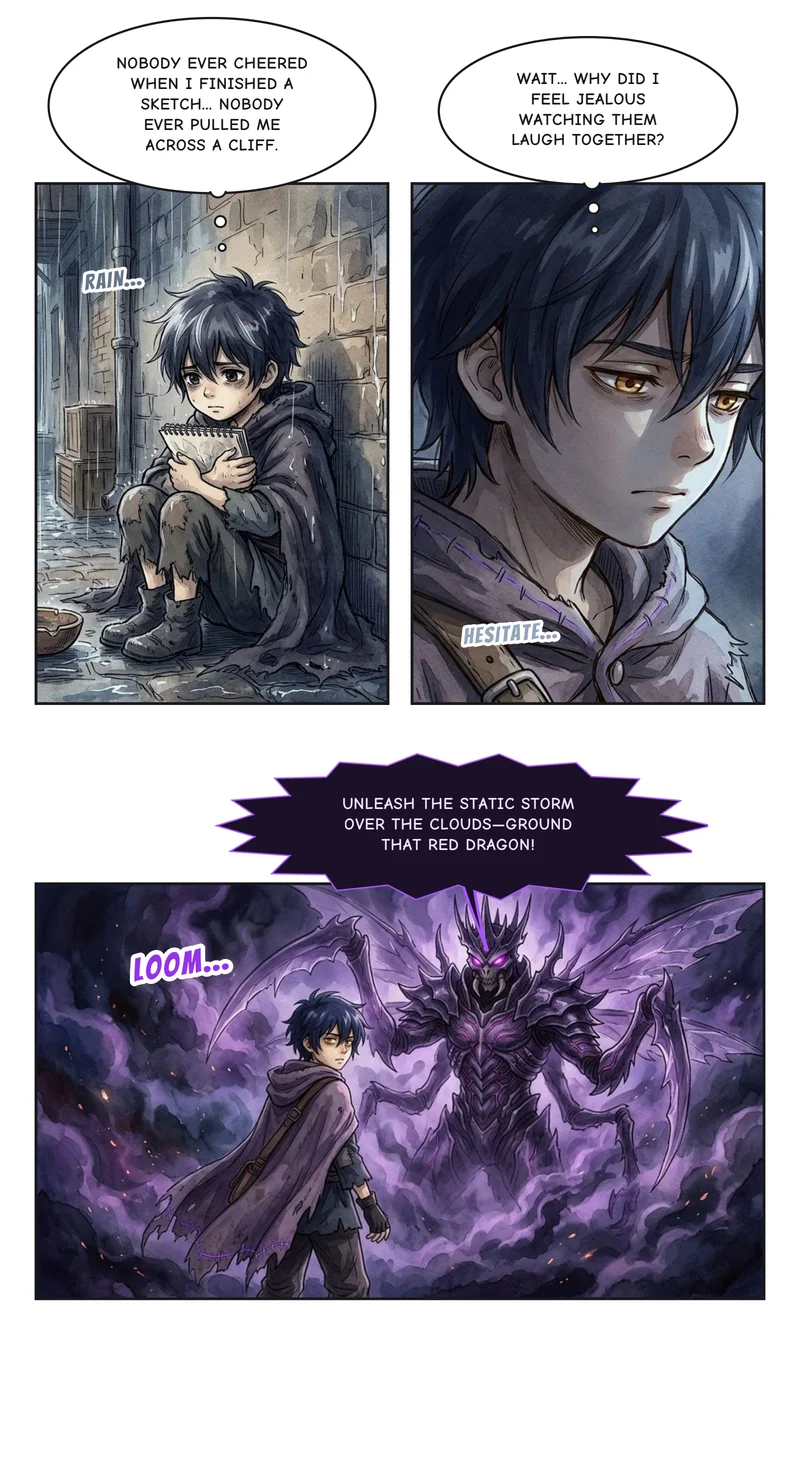 NOBODY EVER CHEERED
WHEN I FINISHED A
SKETCH... NOBODY
EVER PULLED ME
ACROSS A CLIFF.
RAIN...
WAIT... WHY DID I
FEEL JEALOUS
WATCHING THEM
LAUGH TOGETHER?
HESITATE...
UNLEASH THE STATIC STORM
OVER THE CLOUDS—GROUND
THAT RED DRAGON!
LOOM...